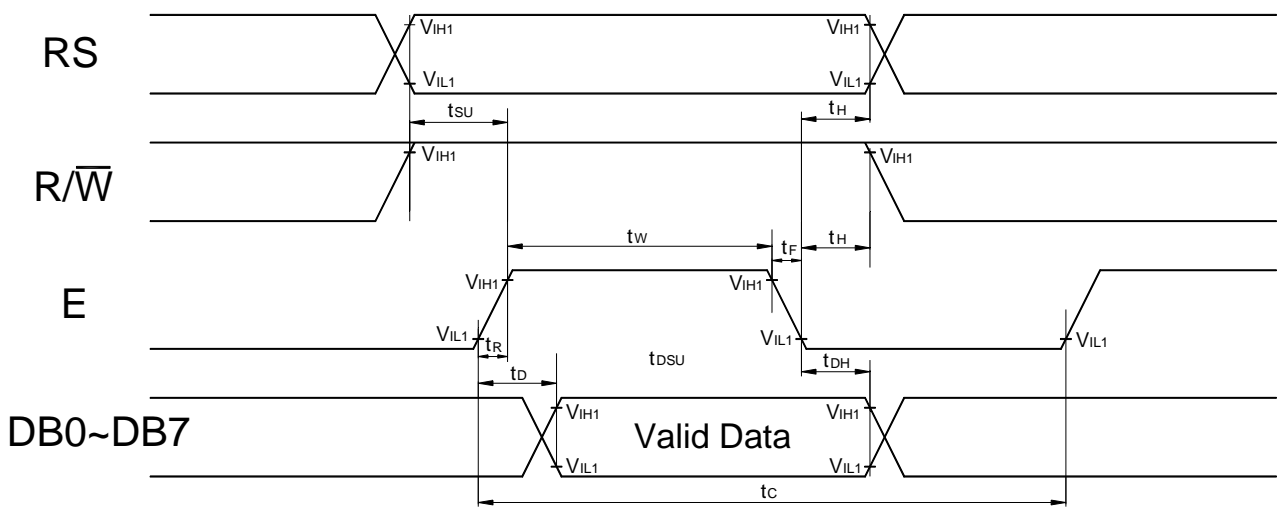 RS
VIH1
VIH1
VIL1
VIL1
tSU
tH
R/W̅
VIH1
VIH1
tW
tF
tH
E
VIH1
VIH1
VIL1
VIL1
VIL1
tR
tD
tDSU
tDH
DB0~DB7
VIH1
Valid Data
VIH1
VIL1
VIL1
tC